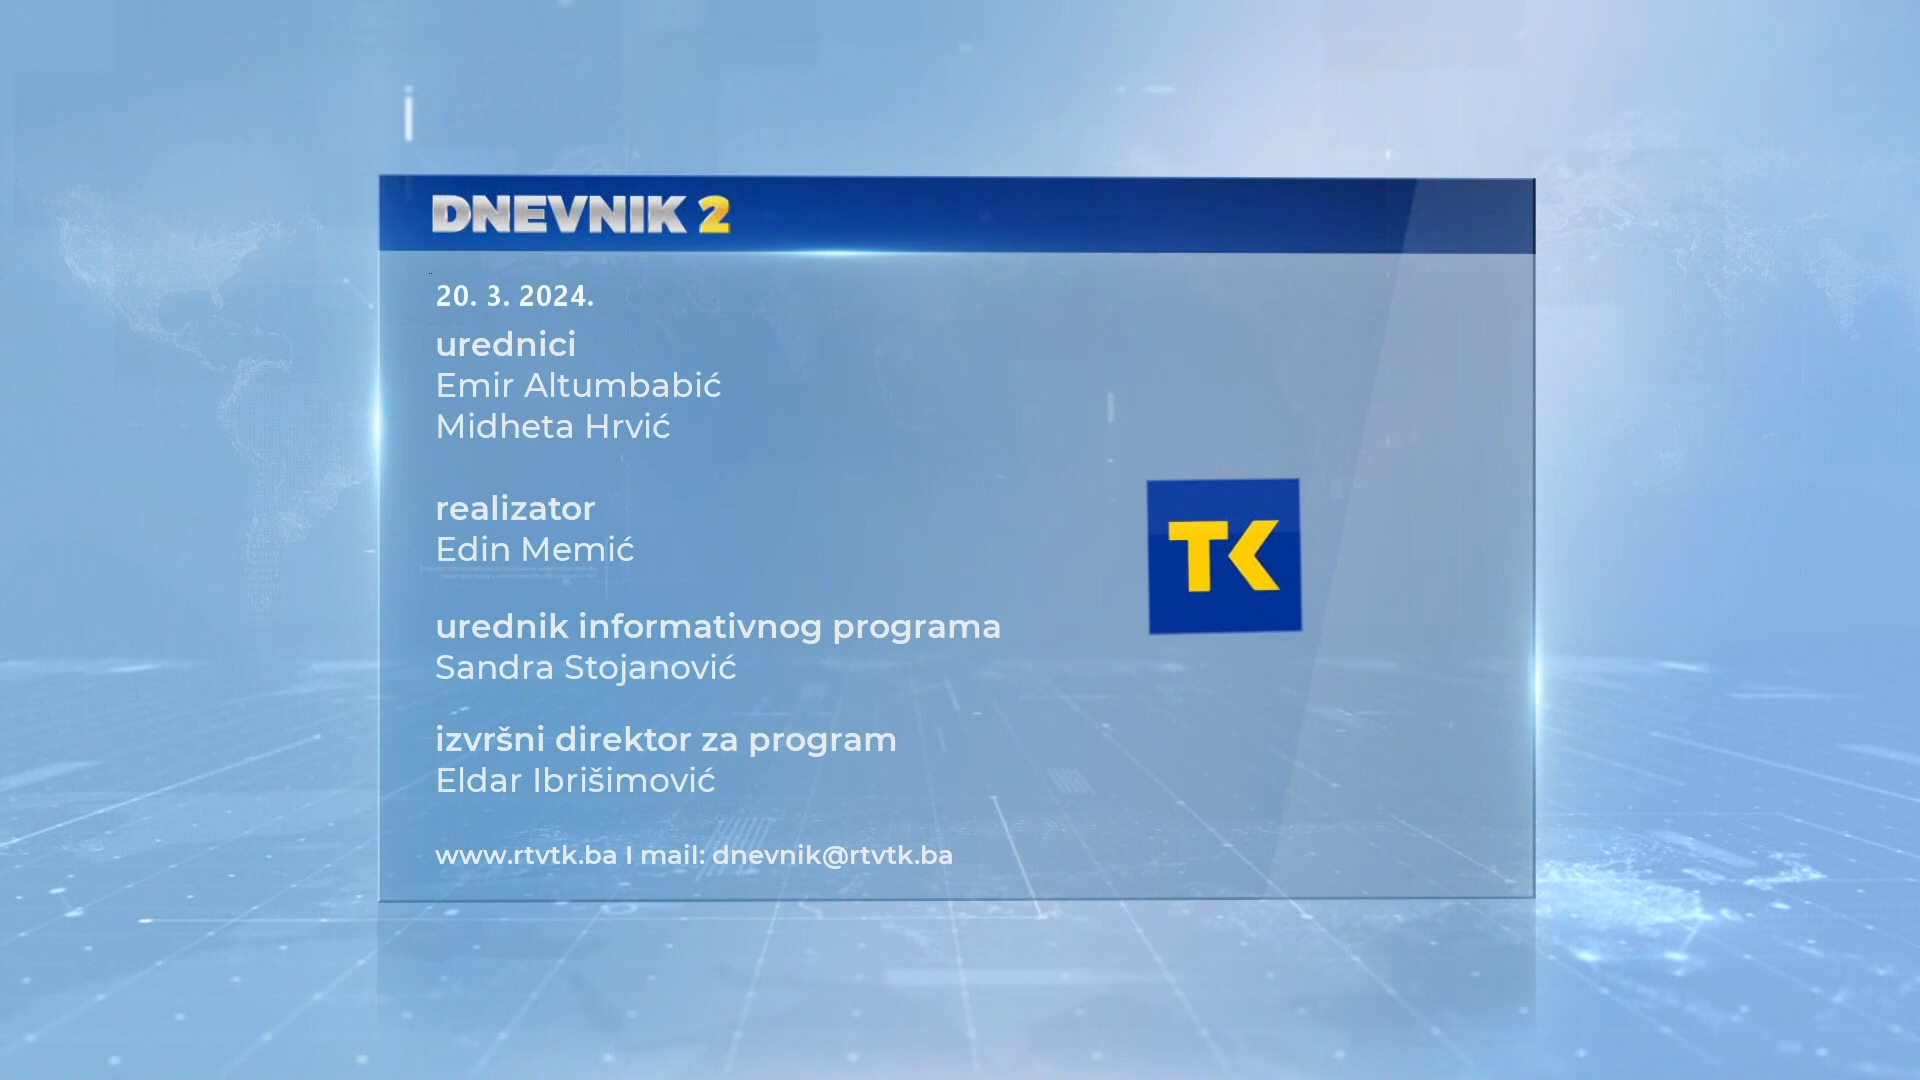 DNEVNIK 2
20. 3. 2024.
urednici
Emir Altumbabić
Midheta Hrvić
realizator
Edin Memić
TK
urednik informativnog programa
Sandra Stojanović
izvršni direktor za program
Eldar Ibrišimović
www.rtvtk.ba I mail: dnevnik@rtvtk.ba